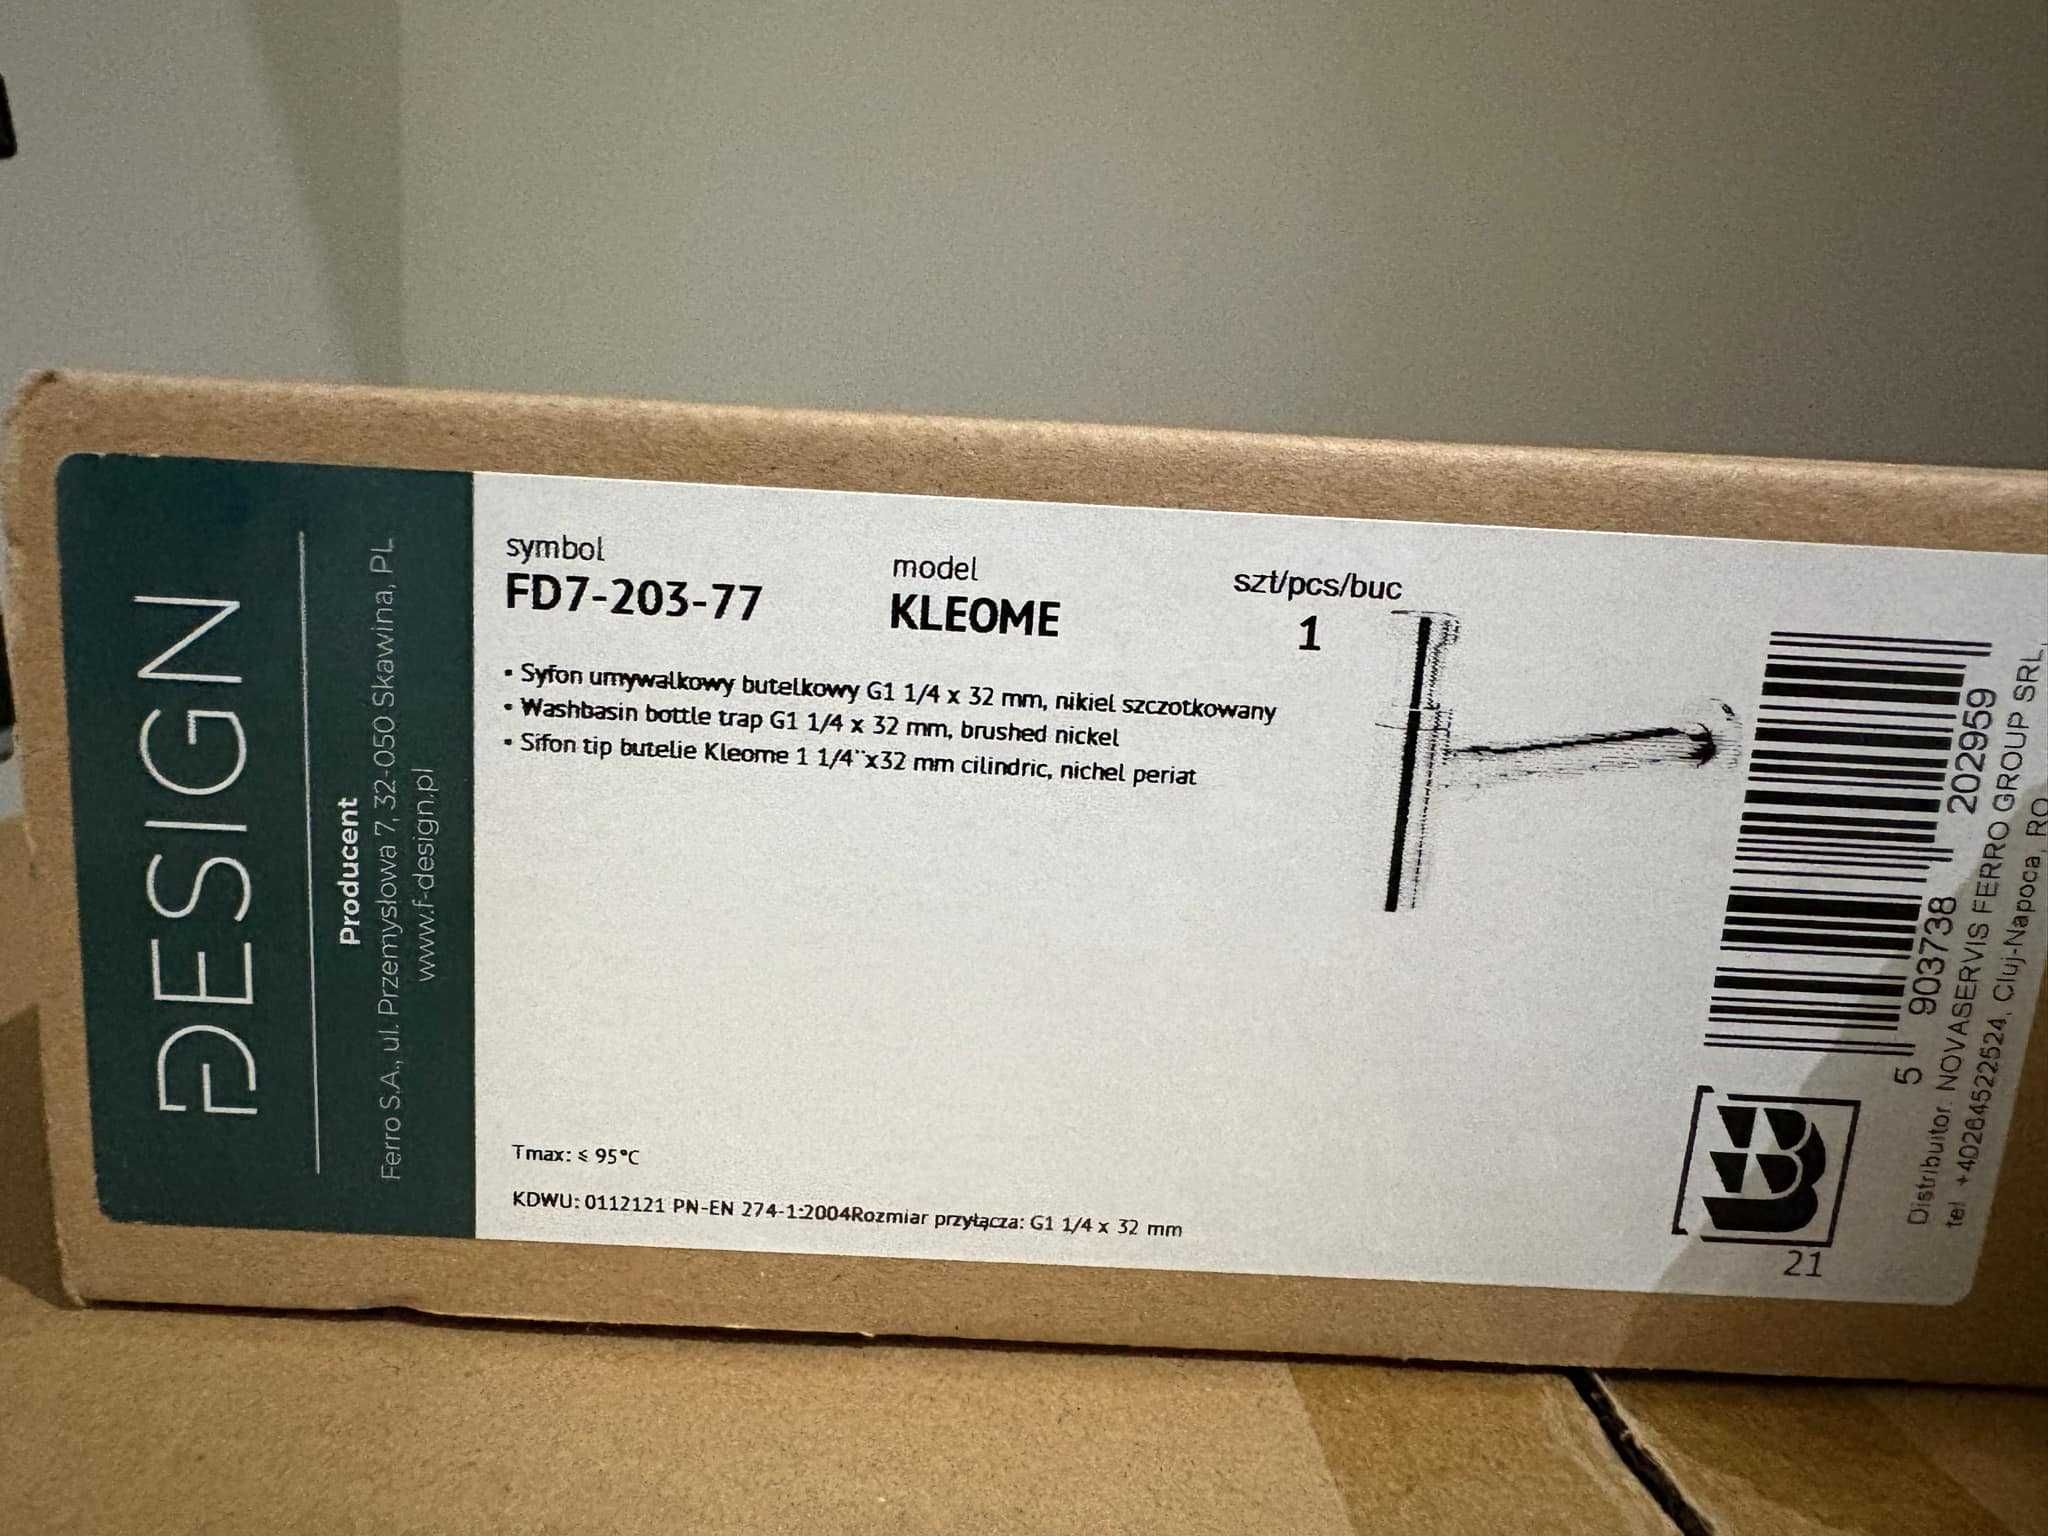 FDESIGN
Producent
Ferro S.A., ul. Przemysłowa 7, 32-050 Skawina, PL
www.f-design.pl
symbol
FD7-203-77
model
KLEOME
szt/pcs/buc
1
• Syfon umywalkowy butelkowy G1 1/4 x 32 mm, nikiel szczotkowany
• Washbasin bottle trap G1 1/4 x 32 mm, brushed nickel
• Sifon tip butelie Kleome 1 1/4¨x32 mm cilindric, nichel periat
Tmax: ≤ 95°C
KDWU: 0112121 PN-EN 274-1:2004Rozmiar przyłącza: G1 1/4 x 32 mm
5 903738 202959
Distribuitor: NOVASERVIS FERRO GROUP SRL,
tel. +40264522524, Cluj-Napoca, RO
B
21